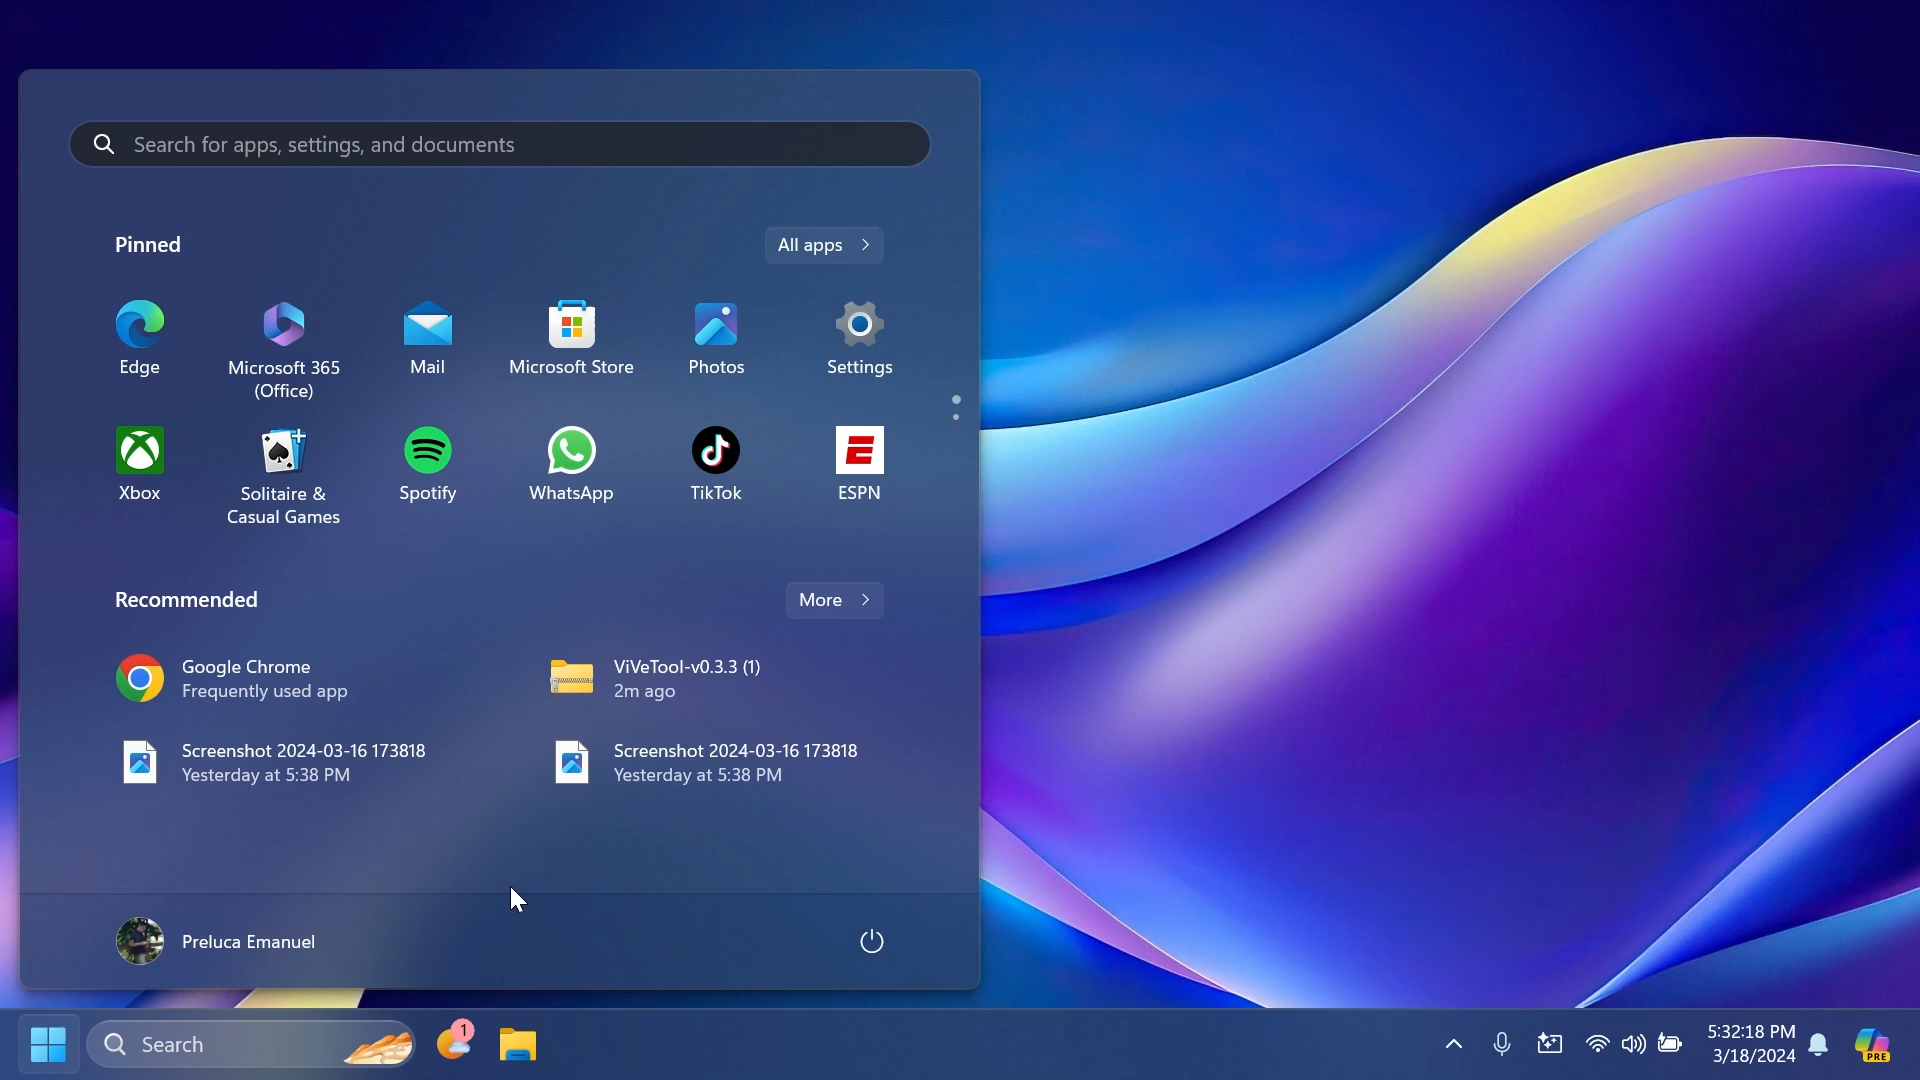 Search for apps, settings, and documents
Pinned
All apps
Edge
Microsoft 365
(Office)
Mail
Microsoft Store
Photos
Settings
Xbox
Solitaire &
Casual Games
Spotify
WhatsApp
TikTok
ESPN
Recommended
More
Google Chrome
Frequently used app
ViVeTool-v0.3.3 (1)
2m ago
Screenshot 2024-03-16 173818
Yesterday at 5:38 PM
Screenshot 2024-03-16 173818
Yesterday at 5:38 PM
Preluca Emanuel
Search
1
5:32:18 PM
3/18/2024
PRE